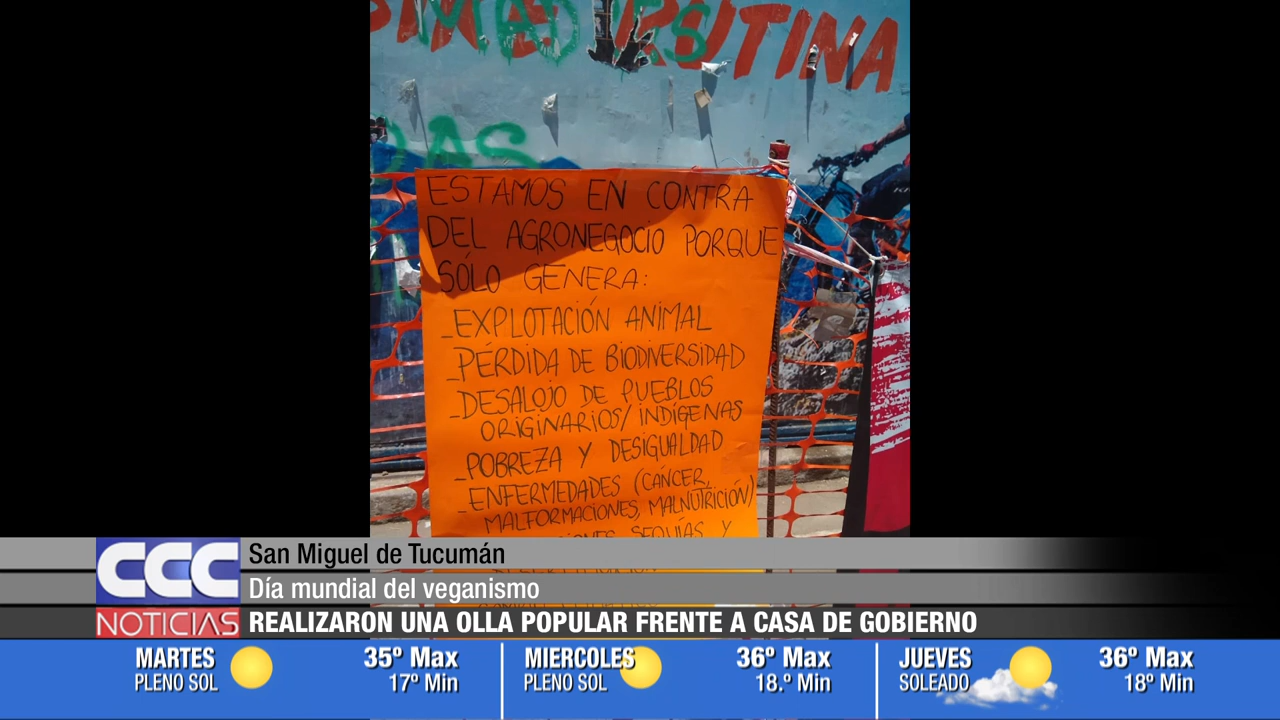 TINA
AS
ESTAMOS EN CONTRA
DEL AGRONEGOCIO PORQUE
SÓLO GENERA:
_EXPLOTACIÓN ANIMAL
_PÉRDIDA DE BIODIVERSIDAD
_DESALOJO DE PUEBLOS
ORIGINARIOS/INDÍGENAS
_POBREZA Y DESIGUALDAD
_ENFERMEDADES (CÁNCER,
MALFORMACIONES, MALNUTRICIÓN)
SEQUÍAS Y
San Miguel de Tucumán
Día mundial del veganismo
CCC
NOTICIAS
REALIZARON UNA OLLA POPULAR FRENTE A CASA DE GOBIERNO
MARTES 35º Max
PLENO SOL 17º Min
MIERCOLES 36º Max
PLENO SOL 18.º Min
JUEVES 36º Max
SOLEADO 18º Min